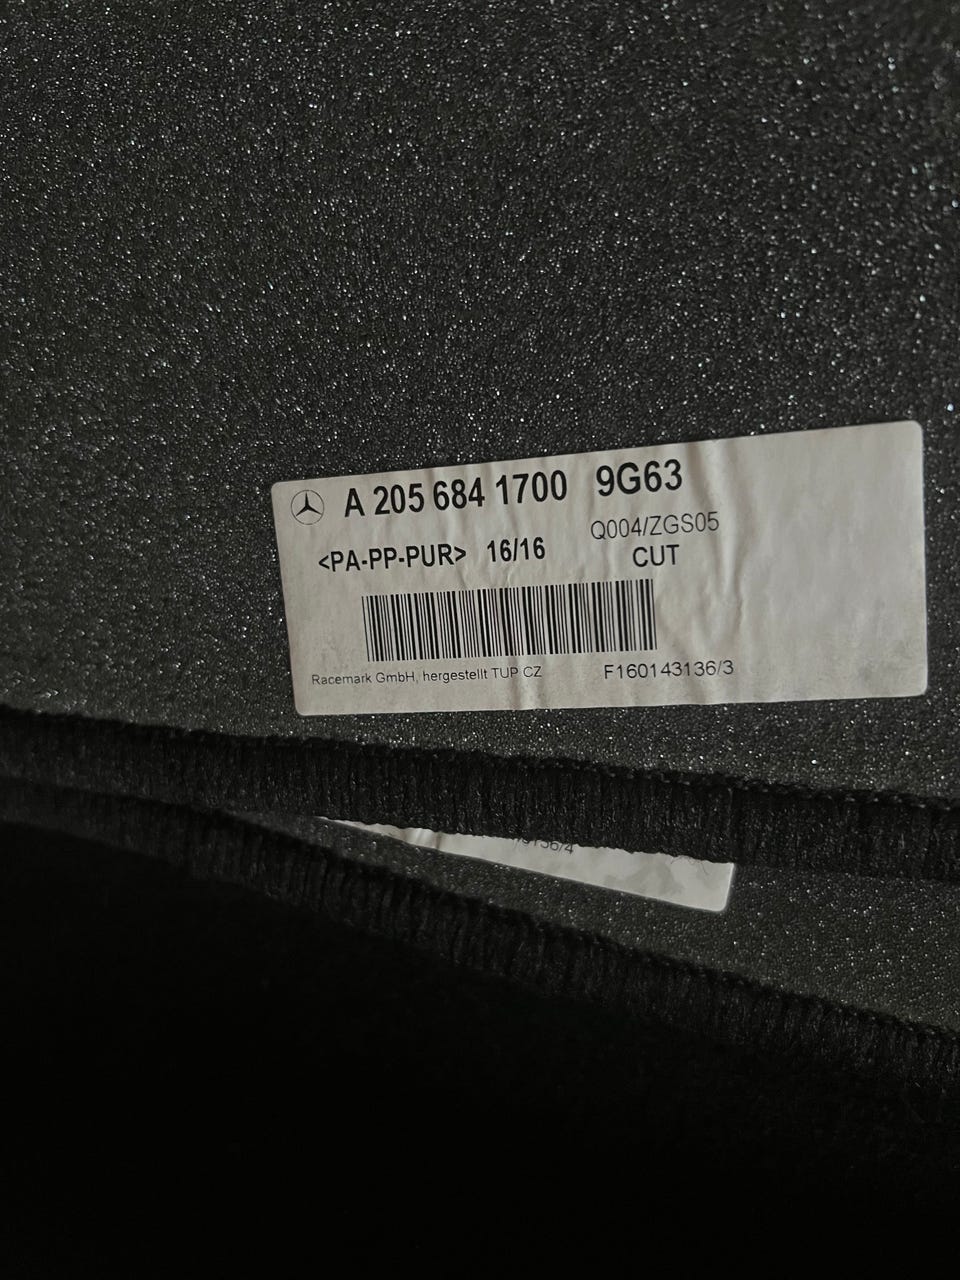 A 205 684 1700 9G63
Q004/ZGS05
<PA-PP-PUR> 16/16
CUT
Racemark GmbH, hergestellt TUP CZ
F160143136/3